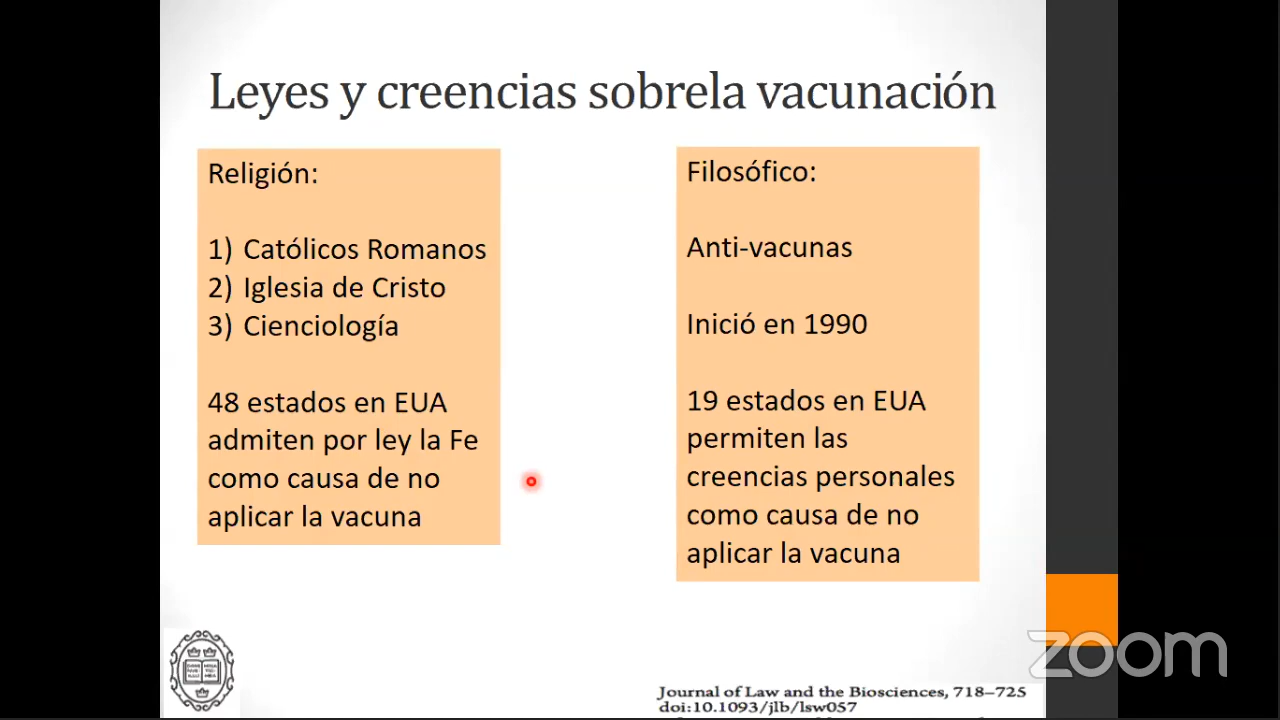 Leyes y creencias sobrela vacunación
Religión:
1) Católicos Romanos
2) Iglesia de Cristo
3) Cienciología
48 estados en EUA
admiten por ley la Fe
como causa de no
aplicar la vacuna
Filosófico:
Anti-vacunas
Inició en 1990
19 estados en EUA
permiten las
creencias personales
como causa de no
aplicar la vacuna
Journal of Law and the Biosciences, 718–725
doi:10.1093/jlb/lsw057
zoom